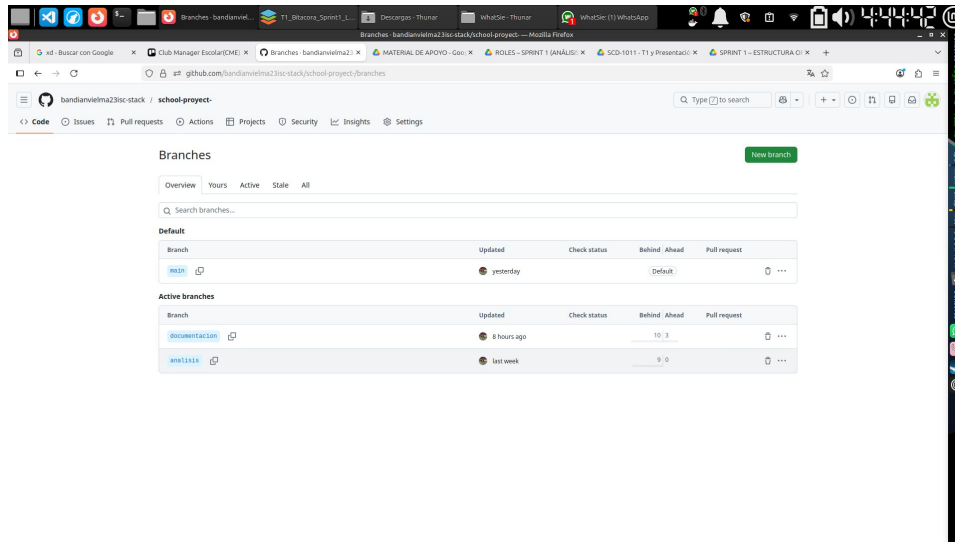 Branches - bandianviel...
T1_Bitacora_Sprint1_L...
Descargas - Thunar
WhatSie - Thunar
WhatSie: (1) WhatsApp
4:44:42
Branches · bandianvielma23isc-stack/school-proyect- — Mozilla Firefox
xd - Buscar con Google
Club Manager Escolar(CME)
Branches · bandianvielma23
MATERIAL DE APOYO - Goo
ROLES – SPRINT 1 (ANÁLISI
SCD-1011 - T1 y Presentació
SPRINT 1 – ESTRUCTURA O
github.com/bandianvielma23isc-stack/school-proyect-/branches
bandianvielma23isc-stack / school-proyect-
Type / to search
Code Issues Pull requests Actions Projects Security Insights Settings
Branches
New branch
Overview Yours Active Stale All
Search branches...
Default
Branch Updated Check status Behind Ahead Pull request
main yesterday Default
Active branches
Branch Updated Check status Behind Ahead Pull request
documentacion 8 hours ago 10 3
analisis last week 9 0